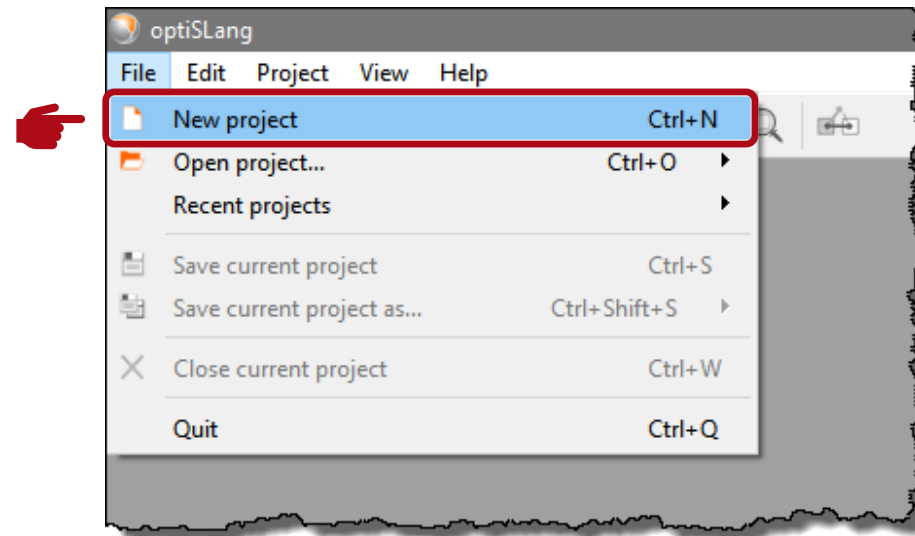 optiSLang
File Edit Project View Help
New project Ctrl+N
Open project... Ctrl+O
Recent projects
Save current project Ctrl+S
Save current project as... Ctrl+Shift+S
Close current project Ctrl+W
Quit Ctrl+Q